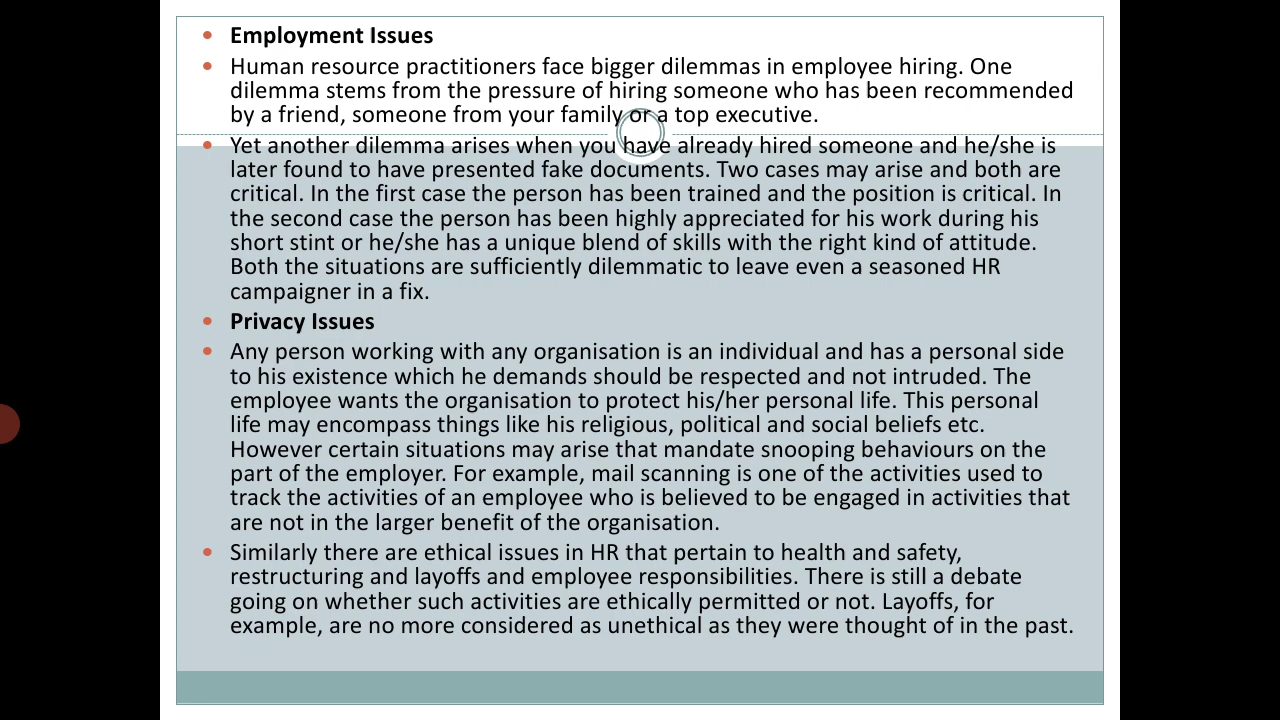 Employment Issues
Human resource practitioners face bigger dilemmas in employee hiring. One
dilemma stems from the pressure of hiring someone who has been recommended
by a friend, someone from your family or a top executive.
Yet another dilemma arises when you have already hired someone and he/she is
later found to have presented fake documents. Two cases may arise and both are
critical. In the first case the person has been trained and the position is critical. In
the second case the person has been highly appreciated for his work during his
short stint or he/she has a unique blend of skills with the right kind of attitude.
Both the situations are sufficiently dilemmatic to leave even a seasoned HR
campaigner in a fix.
Privacy Issues
Any person working with any organisation is an individual and has a personal side
to his existence which he demands should be respected and not intruded. The
employee wants the organisation to protect his/her personal life. This personal
life may encompass things like his religious, political and social beliefs etc.
However certain situations may arise that mandate snooping behaviours on the
part of the employer. For example, mail scanning is one of the activities used to
track the activities of an employee who is believed to be engaged in activities that
are not in the larger benefit of the organisation.
Similarly there are ethical issues in HR that pertain to health and safety,
restructuring and layoffs and employee responsibilities. There is still a debate
going on whether such activities are ethically permitted or not. Layoffs, for
example, are no more considered as unethical as they were thought of in the past.